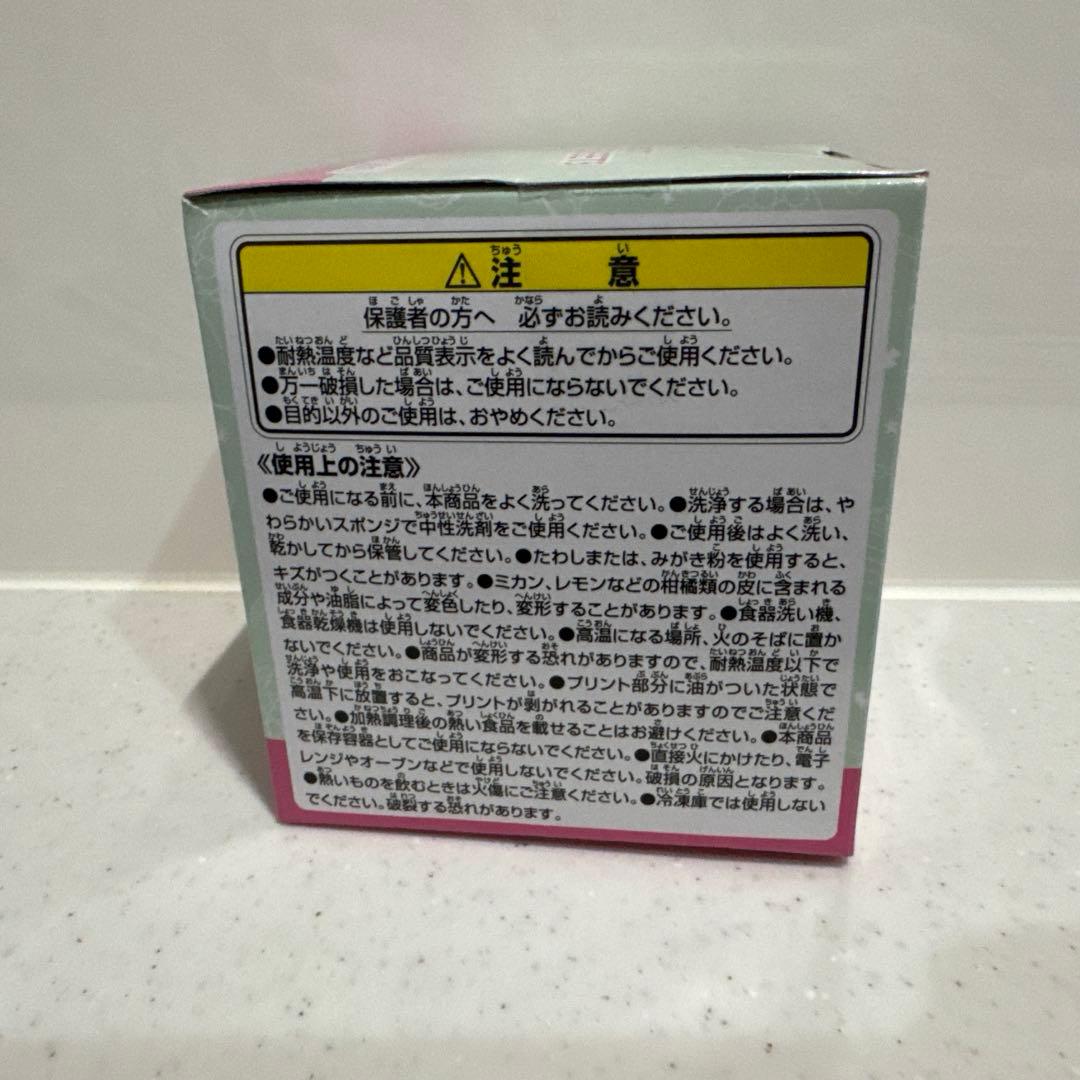 注意
保護者の方へ 必ずお読みください。
●耐熱温度など品質表示をよく読んでからご使用ください。
●万一破損した場合は、ご使用にならないでください。
●目的以外のご使用は、おやめください。
《使用上の注意》
●ご使用になる前に、本商品をよく洗ってください。●洗浄する場合は、や
わらかいスポンジで中性洗剤をご使用ください。●ご使用後はよく洗い、
乾かしてから保管してください。●たわしまたは、みがき粉を使用すると、
キズがつくことがあります。●ミカン、レモンなどの柑橘類の皮に含まれる
成分や油脂によって変色したり、変形することがあります。●食器洗い機、
食器乾燥機は使用しないでください。●高温になる場所、火のそばに置か
ないでください。●商品が変形する恐れがありますので、耐熱温度以下で
洗浄や使用をおこなってください。●プリント部分に油がついた状態で
高温下に放置すると、プリントが剥がれることがありますのでご注意くだ
さい。●加熱調理後の熱い食品を載せることはお避けください。●本商品
を保存容器としてご使用にならないでください。●直接火にかけたり、電子
レンジやオーブンなどで使用しないでください。破損の原因となります。
●熱いものを飲むときは火傷にご注意ください。●冷凍庫では使用しない
でください。破裂する恐れがあります。